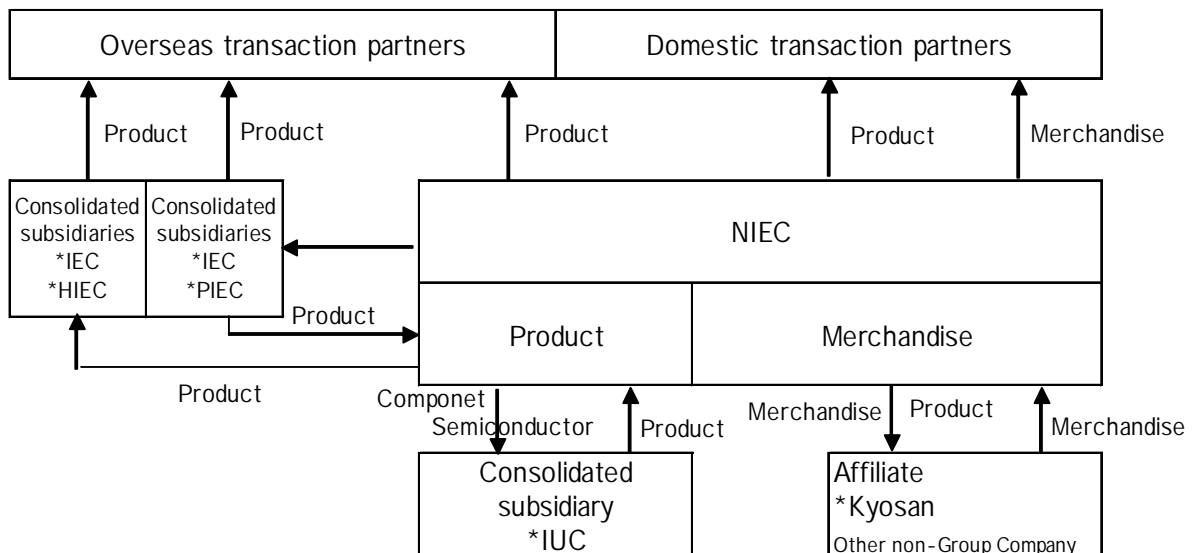 Overseas transaction partners
Domestic transaction partners
Product
Product
Product
Product
Merchandise
Consolidated
subsidiaries
*IEC
*HIEC
Consolidated
subsidiaries
*IEC
*PIEC
NIEC
Product
Product
Merchandise
Product
Componet
Semiconductor
Product
Merchandise
Product
Merchandise
Consolidated
subsidiary
*IUC
Affiliate
*Kyosan
Other non-Group Company